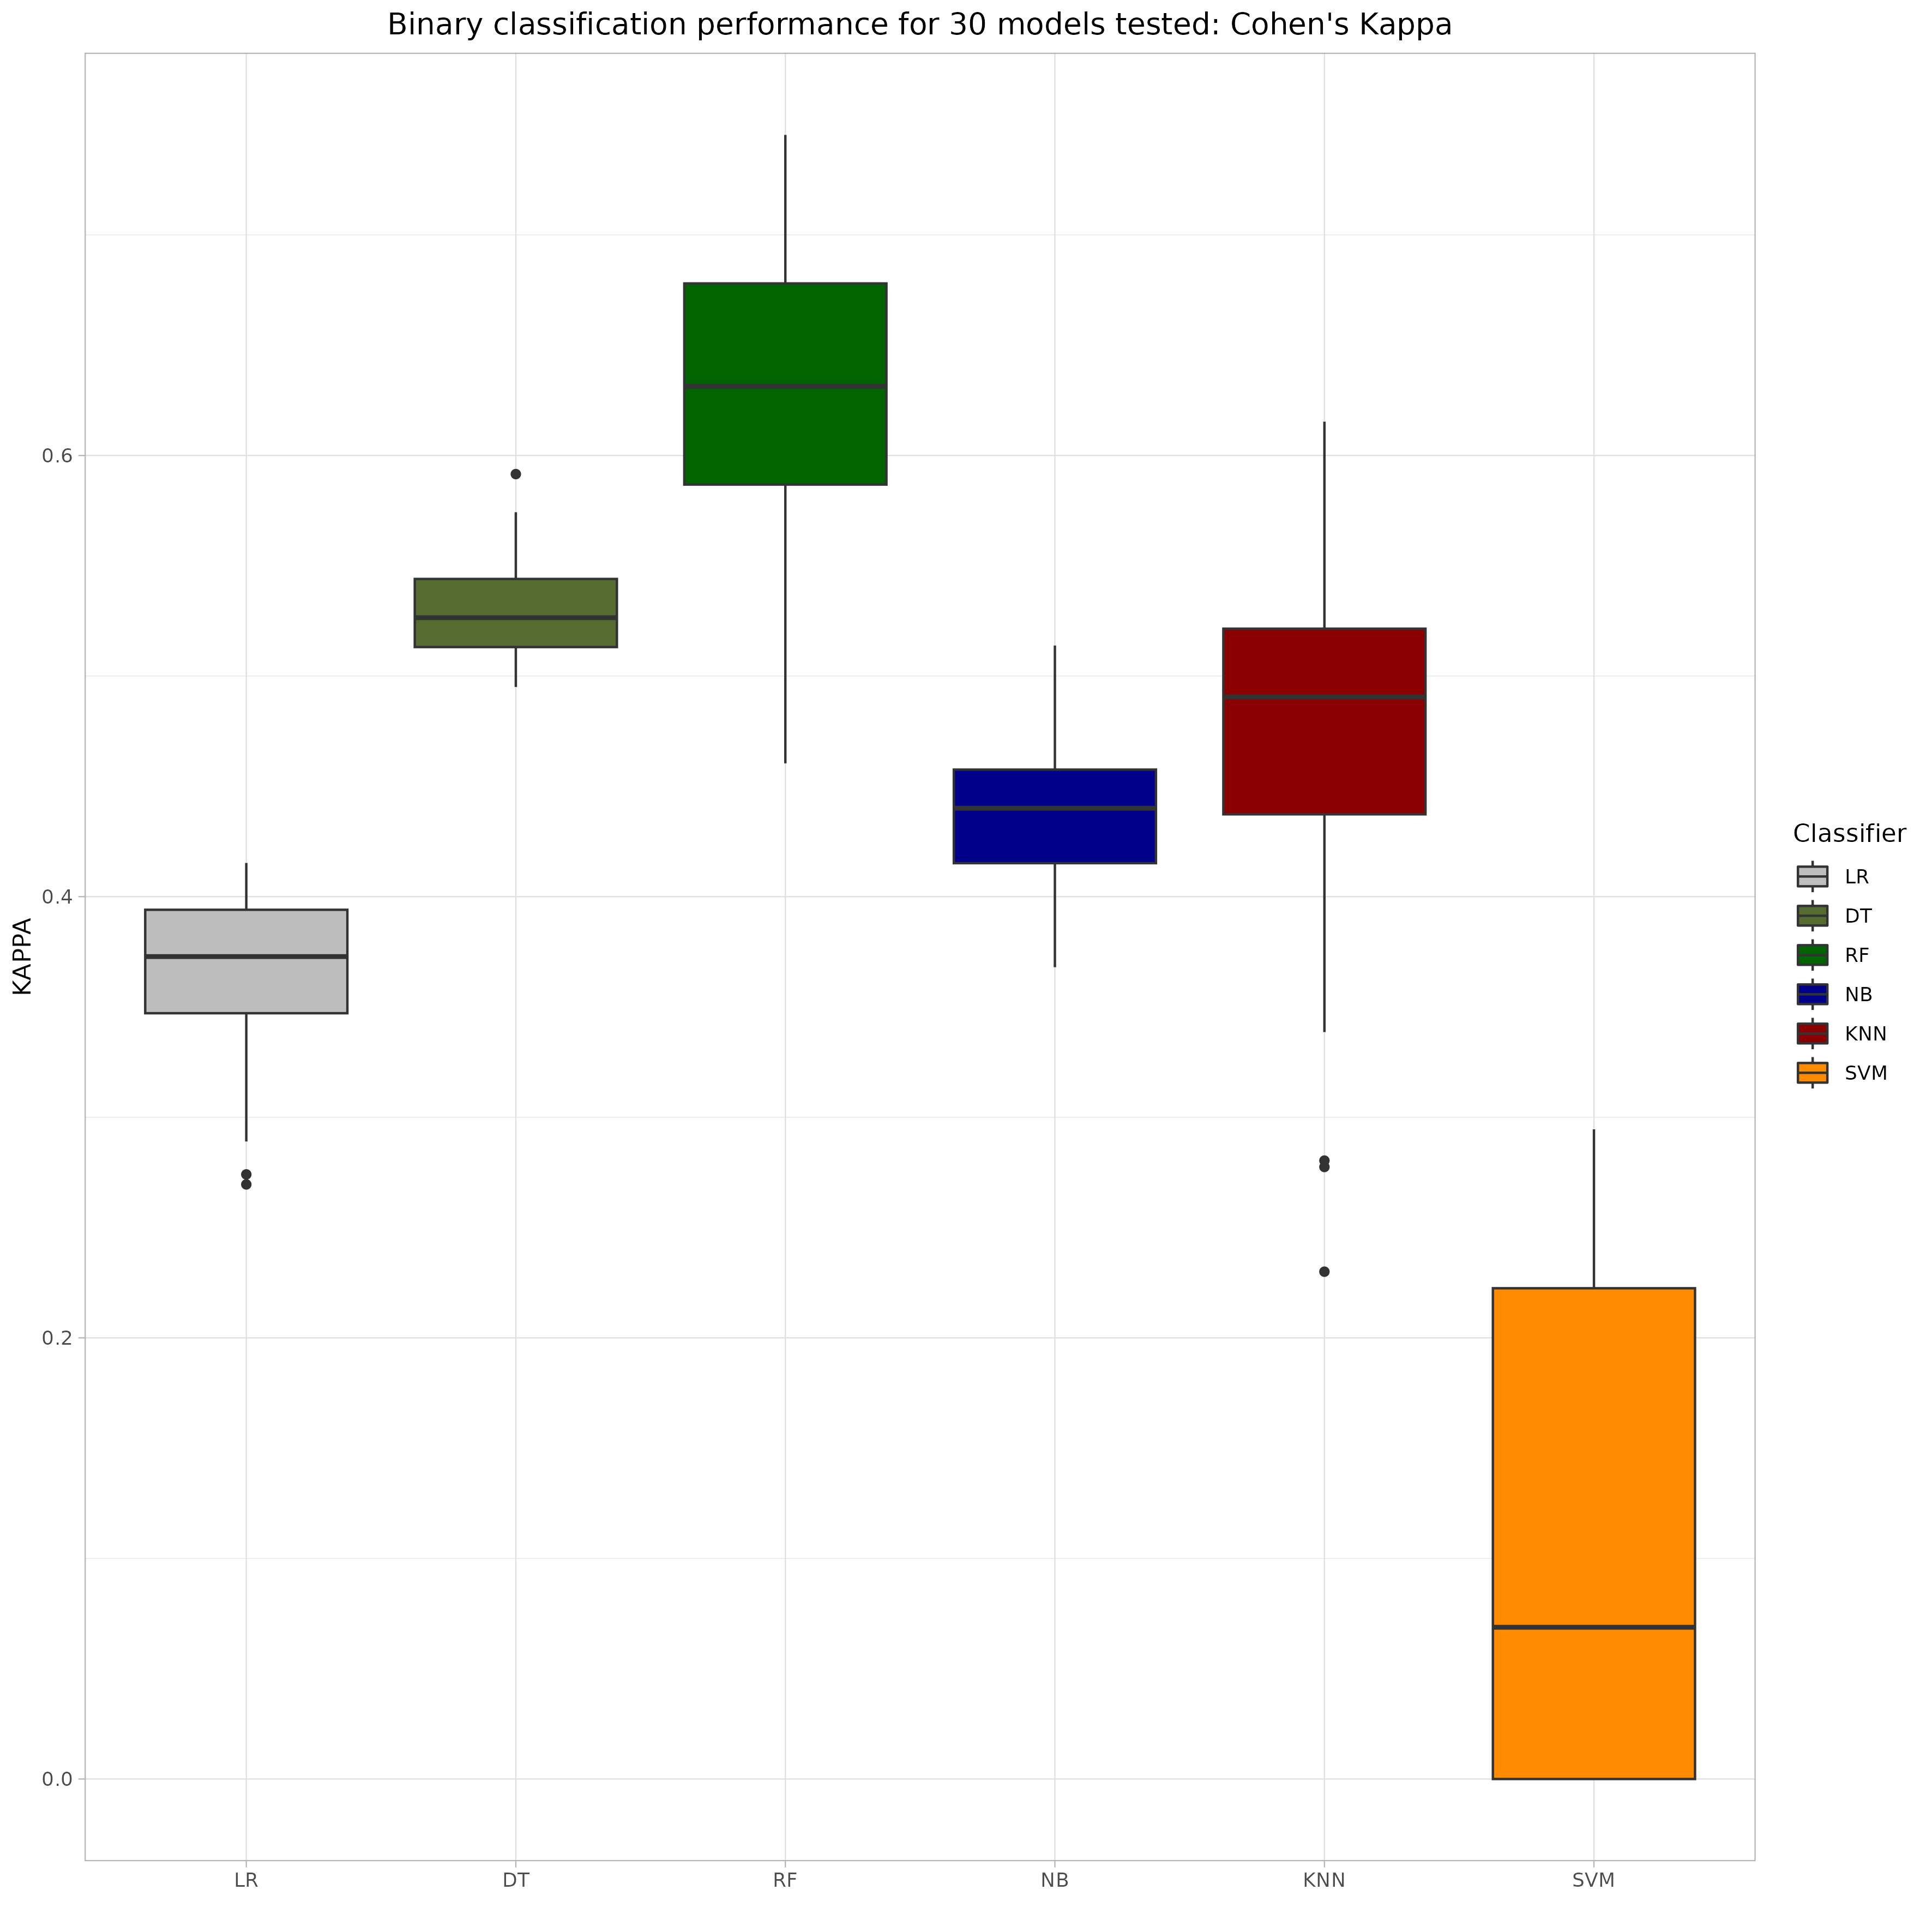 Binary classification performance for 30 models tested: Cohen's Kappa
KAPPA
0.6
0.4
0.2
0.0
LR DT RF NB KNN SVM
Classifier
LR
DT
RF
NB
KNN
SVM